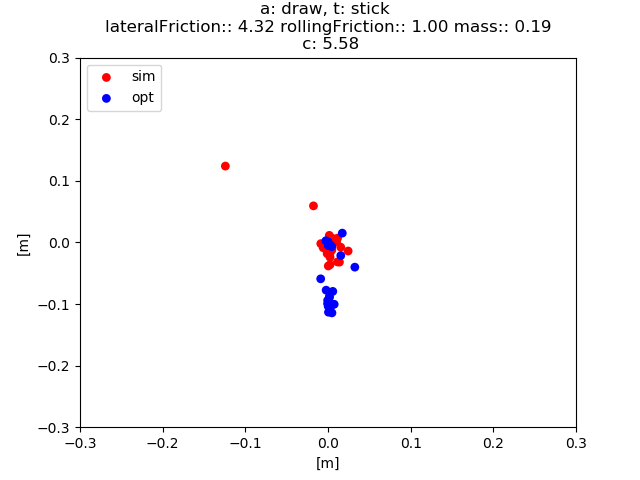 a: draw, t: stick
lateralFriction:: 4.32 rollingFriction:: 1.00 mass:: 0.19
c: 5.58
sim
opt
0.3
0.2
0.1
0.0
−0.1
−0.2
−0.3
[m]
−0.3
−0.2
−0.1
0.0
0.1
0.2
0.3
[m]